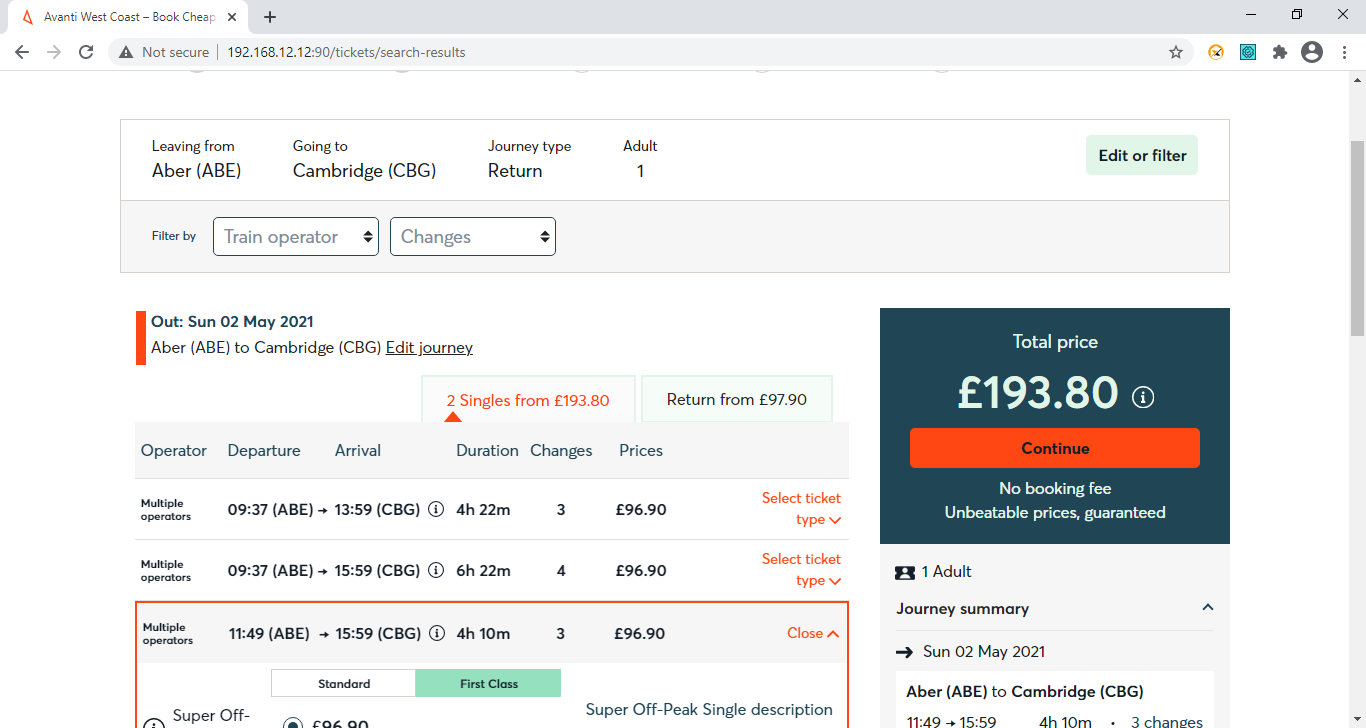 Avanti West Coast – Book Cheap
Not secure
192.168.12.12:90/tickets/search-results
Leaving from
Going to
Journey type
Adult
Aber (ABE)
Cambridge (CBG)
Return
1
Edit or filter
Filter by
Train operator
Changes
Out: Sun 02 May 2021
Aber (ABE) to Cambridge (CBG) Edit journey
2 Singles from £193.80
Return from £97.90
Operator Departure Arrival Duration Changes Prices
Multiple
operators
09:37 (ABE) → 13:59 (CBG) 4h 22m 3 £96.90
Select ticket
type
Multiple
operators
09:37 (ABE) → 15:59 (CBG) 6h 22m 4 £96.90
Select ticket
type
Multiple
operators
11:49 (ABE) → 15:59 (CBG) 4h 10m 3 £96.90
Close
Standard
First Class
Super Off-
£96.90
Super Off-Peak Single description
Total price
£193.80
Continue
No booking fee
Unbeatable prices, guaranteed
1 Adult
Journey summary
→ Sun 02 May 2021
Aber (ABE) to Cambridge (CBG)
11:49 → 15:59 4h 10m · 3 changes